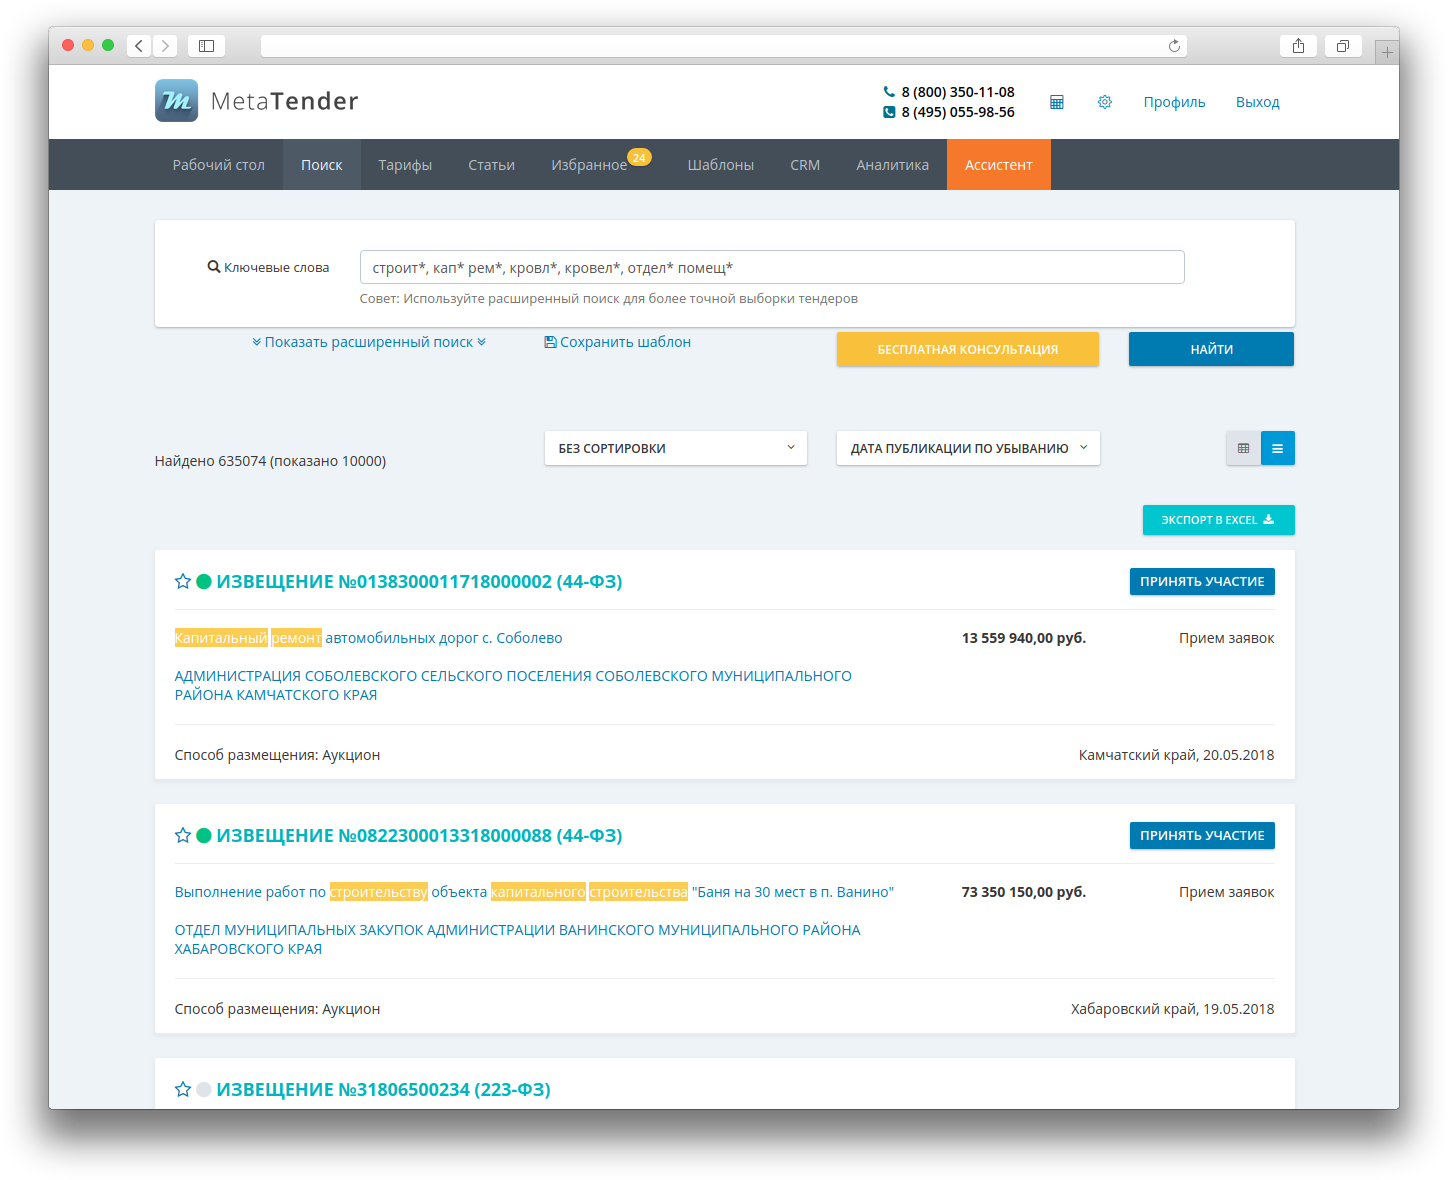 MetaTender
8 (800) 350-11-08
8 (495) 055-98-56
Профиль
Выход
Рабочий стол
Поиск
Тарифы
Статьи
Избранное
24
Шаблоны
CRM
Аналитика
Ассистент
Ключевые слова
строит*, кап* рем*, кровл*, кровел*, отдел* помещ*
Совет: Используйте расширенный поиск для более точной выборки тендеров
Показать расширенный поиск
Сохранить шаблон
БЕСПЛАТНАЯ КОНСУЛЬТАЦИЯ
НАЙТИ
Найдено 635074 (показано 10000)
БЕЗ СОРТИРОВКИ
ДАТА ПУБЛИКАЦИИ ПО УБЫВАНИЮ
ЭКСПОРТ В EXCEL
ИЗВЕЩЕНИЕ №0138300011718000002 (44-ФЗ)
ПРИНЯТЬ УЧАСТИЕ
Капитальный ремонт автомобильных дорог с. Соболево
13 559 940,00 руб.
Прием заявок
АДМИНИСТРАЦИЯ СОБОЛЕВСКОГО СЕЛЬСКОГО ПОСЕЛЕНИЯ СОБОЛЕВСКОГО МУНИЦИПАЛЬНОГО
РАЙОНА КАМЧАТСКОГО КРАЯ
Способ размещения: Аукцион
Камчатский край, 20.05.2018
ИЗВЕЩЕНИЕ №0822300013318000088 (44-ФЗ)
ПРИНЯТЬ УЧАСТИЕ
Выполнение работ по строительству объекта капитального строительства "Баня на 30 мест в п. Ванино"
73 350 150,00 руб.
Прием заявок
ОТДЕЛ МУНИЦИПАЛЬНЫХ ЗАКУПОК АДМИНИСТРАЦИИ ВАНИНСКОГО МУНИЦИПАЛЬНОГО РАЙОНА
ХАБАРОВСКОГО КРАЯ
Способ размещения: Аукцион
Хабаровский край, 19.05.2018
ИЗВЕЩЕНИЕ №31806500234 (223-ФЗ)